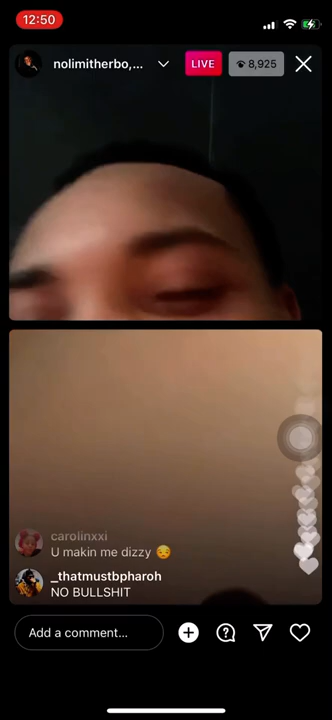 12:50
nolimitherbo,...
LIVE
8,925
carolinxxi
U makin me dizzy 😔
_thatmustbpharoh
NO BULLSHIT
Add a comment...